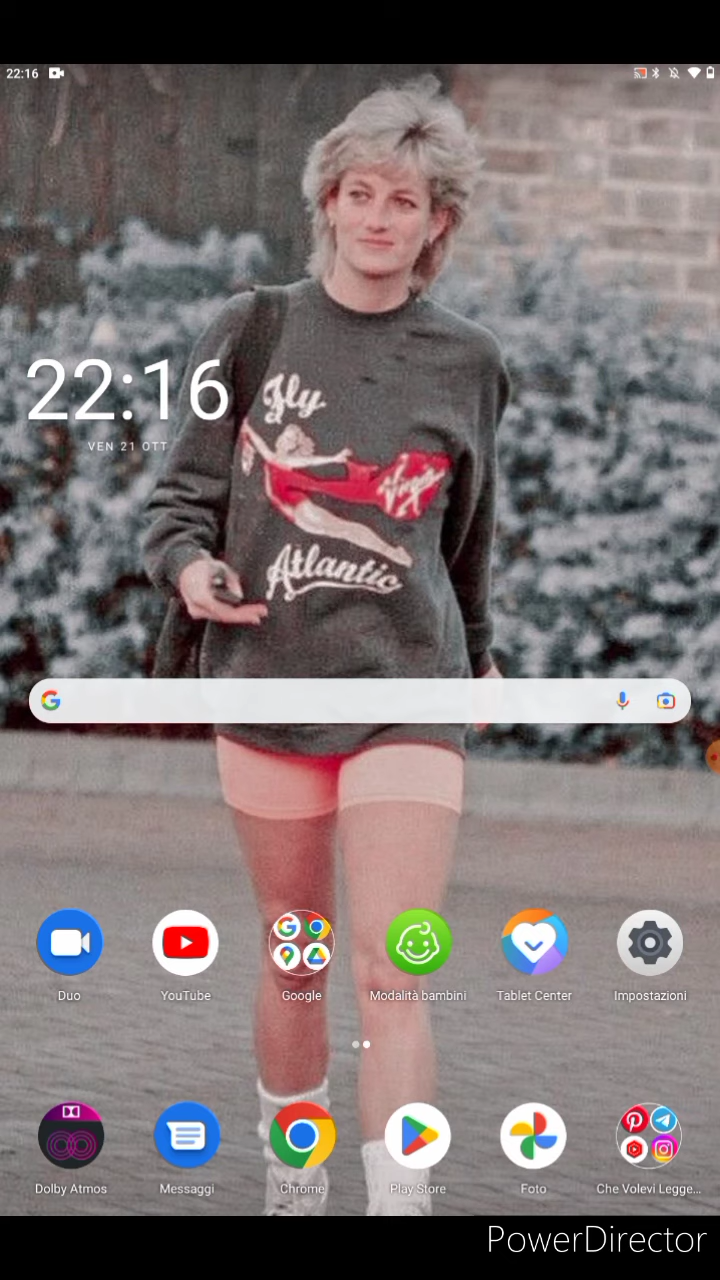 22:16
Fly
22:16
VEN 21 OTT
Virgin
Atlantic
Duo
YouTube
Google
Modalità bambini
Tablet Center
Impostazioni
Dolby Atmos
Messaggi
Chrome
Play Store
Foto
Che Volevi Legge...
PowerDirector